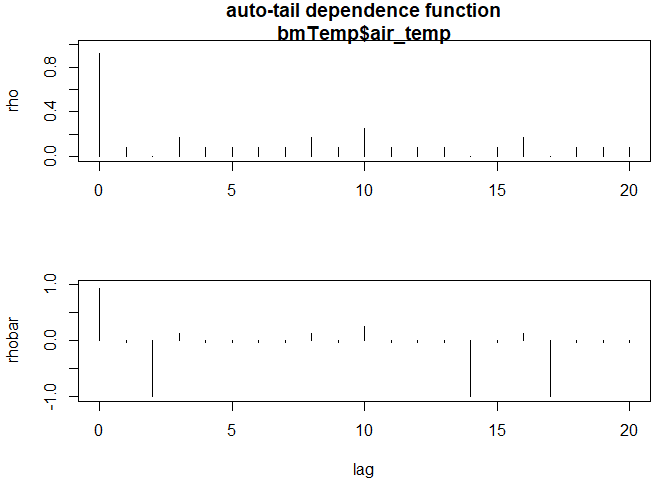 auto-tail dependence function
bmTemp$air_temp
rho
0.0 0.4 0.8
0 5 10 15 20
rhobar
-1.0 0.0 1.0
0 5 10 15 20
lag